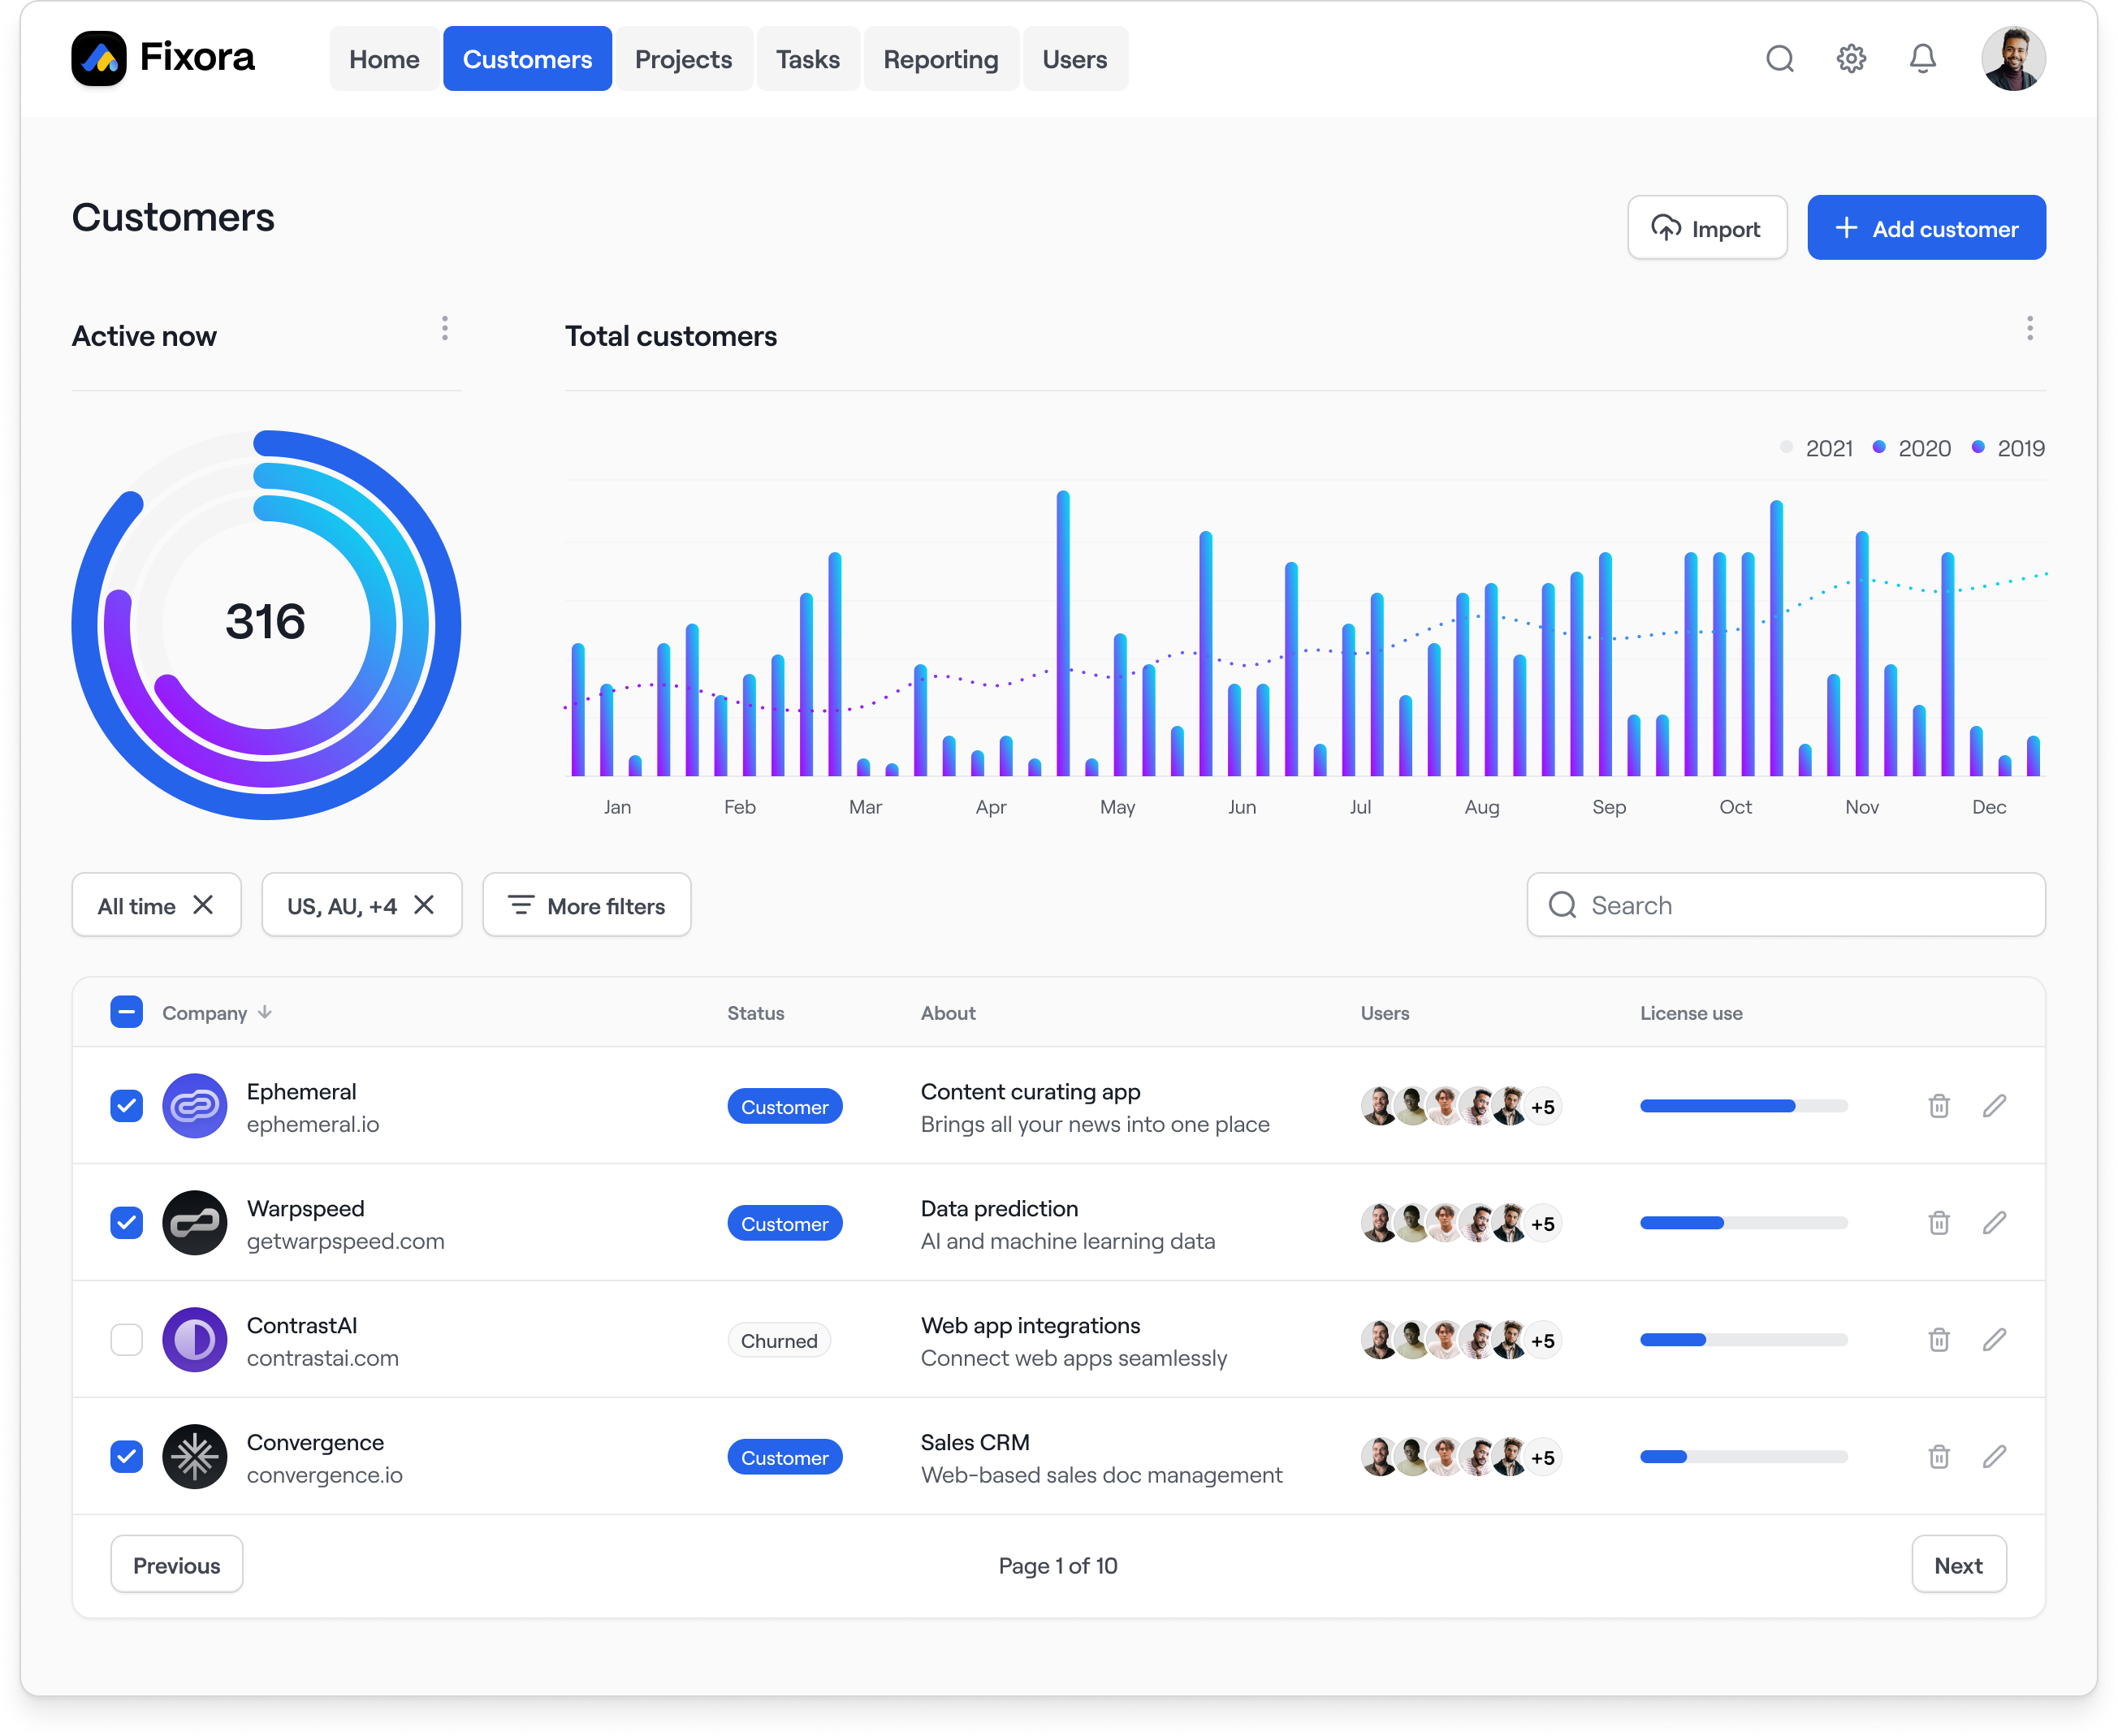 Fixora
Home
Customers
Projects
Tasks
Reporting
Users
Customers
Import
Add customer
Active now
Total customers
2021
2020
2019
316
Jan
Feb
Mar
Apr
May
Jun
Jul
Aug
Sep
Oct
Nov
Dec
All time
US, AU, +4
More filters
Search
Company
Status
About
Users
License use
Ephemeral
ephemeral.io
Customer
Content curating app
Brings all your news into one place
+5
Warpspeed
getwarpspeed.com
Customer
Data prediction
AI and machine learning data
+5
ContrastAI
contrastai.com
Churned
Web app integrations
Connect web apps seamlessly
+5
Convergence
convergence.io
Customer
Sales CRM
Web-based sales doc management
+5
Previous
Page 1 of 10
Next